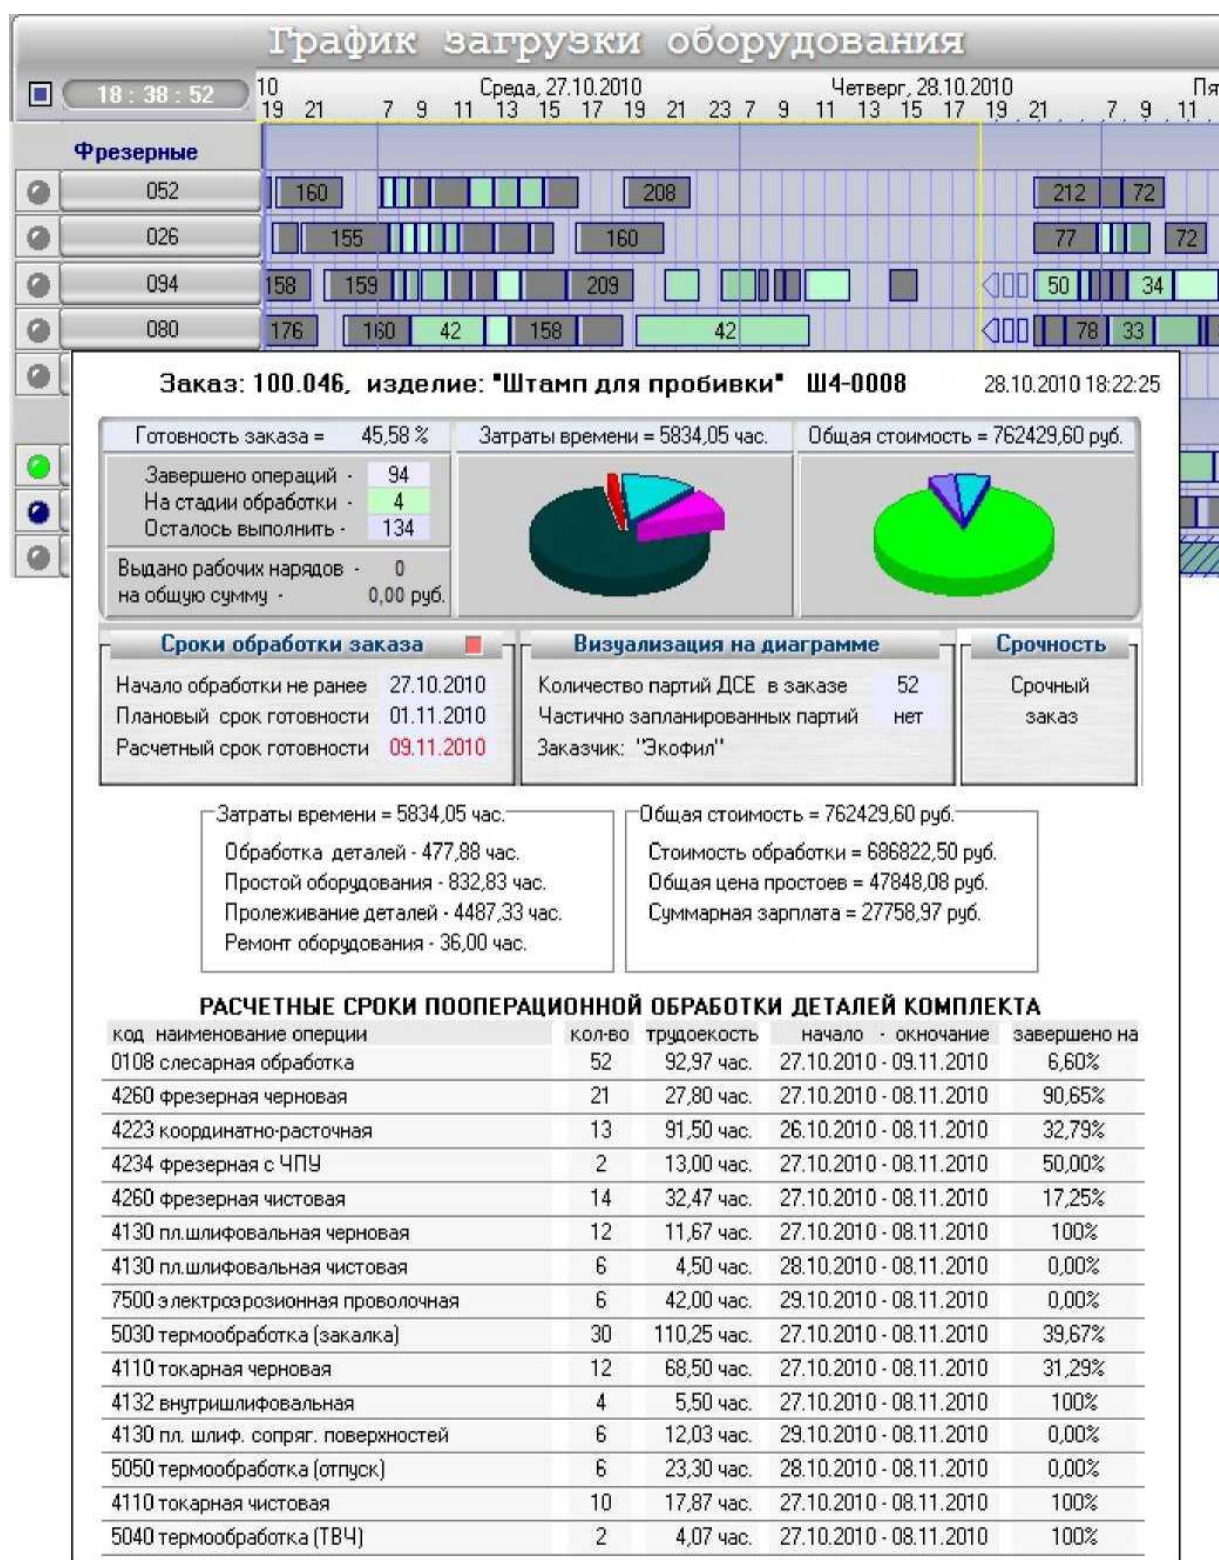 График загрузки оборудования
18 : 38 : 52
10 Среда, 27.10.2010 Четверг, 28.10.2010 Пят
19 21 7 9 11 13 15 17 19 21 23 7 9 11 13 15 17 19 21 7 9 11
Фрезерные
052 160 208 212 72
026 155 160 77 72
094 158 159 209 50 34
080 176 160 42 158 42 78 33
Заказ: 100.046, изделие: "Штамп для пробивки" Ш4-0008 28.10.2010 18:22:25
Готовность заказа = 45,58 % Затраты времени = 5834,05 час. Общая стоимость = 762429,60 руб.
Завершено операций - 94
На стадии обработки - 4
Осталось выполнить - 134
Выдано рабочих нарядов - 0
на общую сумму - 0,00 руб.
Сроки обработки заказа Визуализация на диаграмме Срочность
Начало обработки не ранее 27.10.2010 Количество партий ДСЕ в заказе 52 Срочный
Плановый срок готовности 01.11.2010 Частично запланированных партий нет заказ
Расчетный срок готовности 09.11.2010 Заказчик: "Экофил"
Затраты времени = 5834,05 час. Общая стоимость = 762429,60 руб.
Обработка деталей - 477,88 час. Стоимость обработки = 686822,50 руб.
Простой оборудования - 832,83 час. Общая цена простоев = 47848,08 руб.
Пролеживание деталей - 4487,33 час. Суммарная зарплата = 27758,97 руб.
Ремонт оборудования - 36,00 час.
РАСЧЕТНЫЕ СРОКИ ПООПЕРАЦИОННОЙ ОБРАБОТКИ ДЕТАЛЕЙ КОМПЛЕКТА
код наименование оперции кол-во трудоекость начало - окночание завершено на
0108 слесарная обработка 52 92,97 час. 27.10.2010 - 09.11.2010 6,60%
4260 фрезерная черновая 21 27,80 час. 27.10.2010 - 08.11.2010 90,65%
4223 координатно-расточная 13 91,50 час. 26.10.2010 - 08.11.2010 32,79%
4234 фрезерная с ЧПУ 2 13,00 час. 27.10.2010 - 08.11.2010 50,00%
4260 фрезерная чистовая 14 32,47 час. 27.10.2010 - 08.11.2010 17,25%
4130 пл.шлифовальная черновая 12 11,67 час. 27.10.2010 - 08.11.2010 100%
4130 пл.шлифовальная чистовая 6 4,50 час. 28.10.2010 - 08.11.2010 0,00%
7500 электроэрозионная проволочная 6 42,00 час. 29.10.2010 - 08.11.2010 0,00%
5030 термообработка (закалка) 30 110,25 час. 27.10.2010 - 08.11.2010 39,67%
4110 токарная черновая 12 68,50 час. 27.10.2010 - 08.11.2010 31,29%
4132 внутришлифовальная 4 5,50 час. 27.10.2010 - 08.11.2010 100%
4130 пл. шлиф. сопряг. поверхностей 6 12,03 час. 29.10.2010 - 08.11.2010 0,00%
5050 термообработка (отпуск) 6 23,30 час. 28.10.2010 - 08.11.2010 0,00%
4110 токарная чистовая 10 17,87 час. 27.10.2010 - 08.11.2010 100%
5040 термообработка (ТВЧ) 2 4,07 час. 27.10.2010 - 08.11.2010 100%